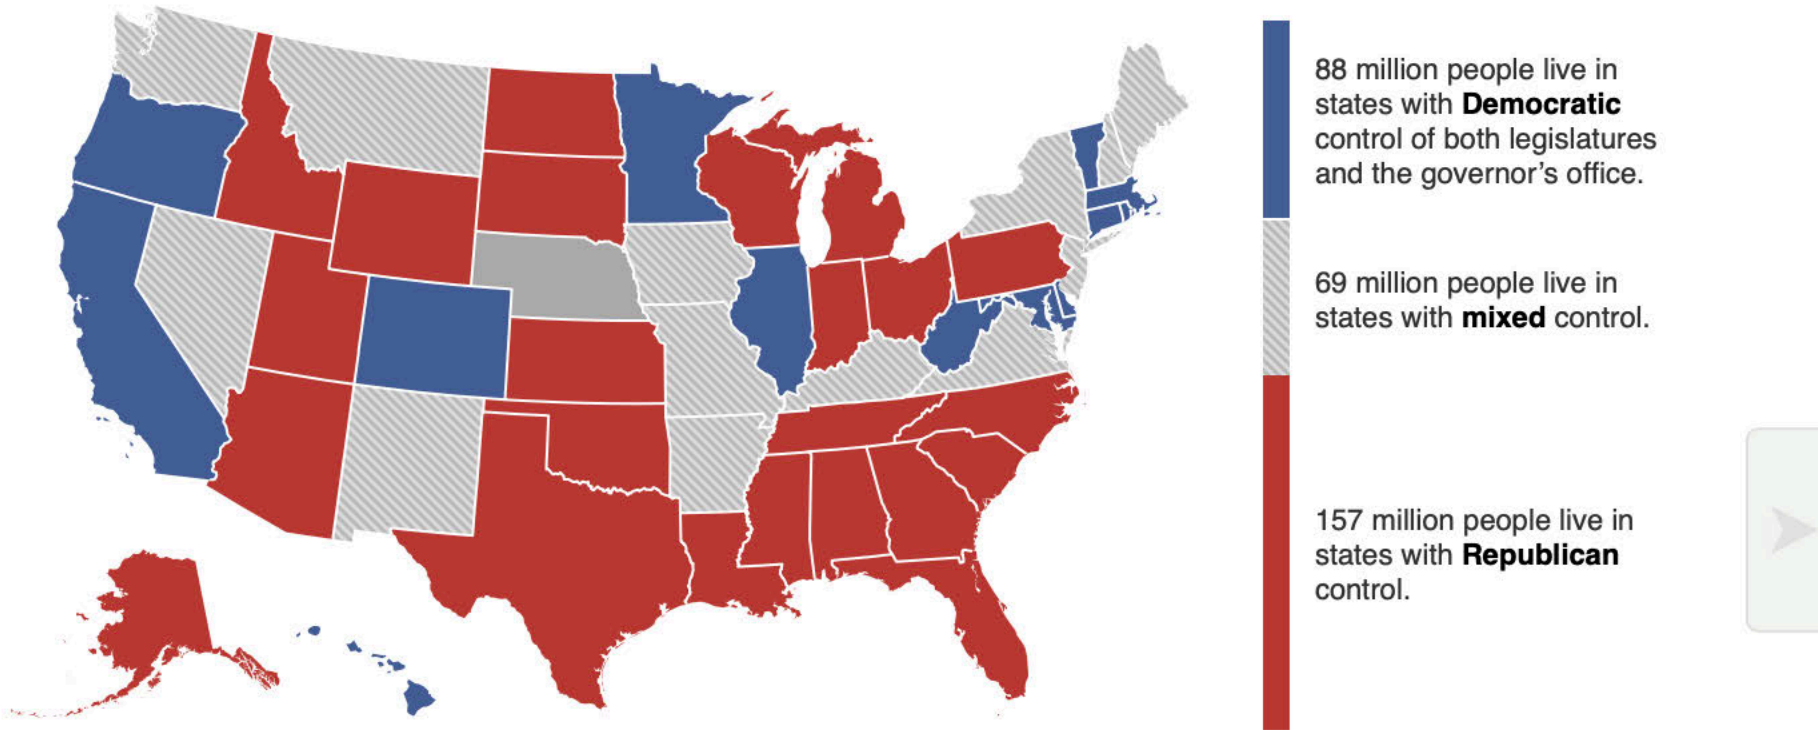 88 million people live in
states with Democratic
control of both legislatures
and the governor’s office.
69 million people live in
states with mixed control.
157 million people live in
states with Republican
control.